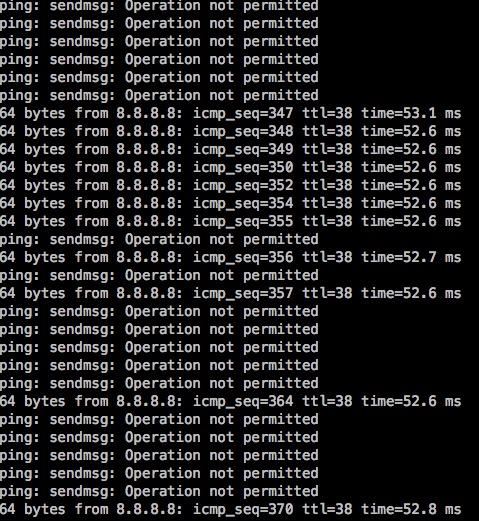 ping: sendmsg: Operation not permitted
ping: sendmsg: Operation not permitted
ping: sendmsg: Operation not permitted
ping: sendmsg: Operation not permitted
ping: sendmsg: Operation not permitted
ping: sendmsg: Operation not permitted
64 bytes from 8.8.8.8: icmp_seq=347 ttl=38 time=53.1 ms
64 bytes from 8.8.8.8: icmp_seq=348 ttl=38 time=52.6 ms
64 bytes from 8.8.8.8: icmp_seq=349 ttl=38 time=52.6 ms
64 bytes from 8.8.8.8: icmp_seq=350 ttl=38 time=52.6 ms
64 bytes from 8.8.8.8: icmp_seq=352 ttl=38 time=52.6 ms
64 bytes from 8.8.8.8: icmp_seq=354 ttl=38 time=52.6 ms
64 bytes from 8.8.8.8: icmp_seq=355 ttl=38 time=52.6 ms
ping: sendmsg: Operation not permitted
64 bytes from 8.8.8.8: icmp_seq=356 ttl=38 time=52.7 ms
ping: sendmsg: Operation not permitted
64 bytes from 8.8.8.8: icmp_seq=357 ttl=38 time=52.6 ms
ping: sendmsg: Operation not permitted
ping: sendmsg: Operation not permitted
ping: sendmsg: Operation not permitted
ping: sendmsg: Operation not permitted
ping: sendmsg: Operation not permitted
64 bytes from 8.8.8.8: icmp_seq=364 ttl=38 time=52.6 ms
ping: sendmsg: Operation not permitted
ping: sendmsg: Operation not permitted
ping: sendmsg: Operation not permitted
ping: sendmsg: Operation not permitted
ping: sendmsg: Operation not permitted
64 bytes from 8.8.8.8: icmp_seq=370 ttl=38 time=52.8 ms